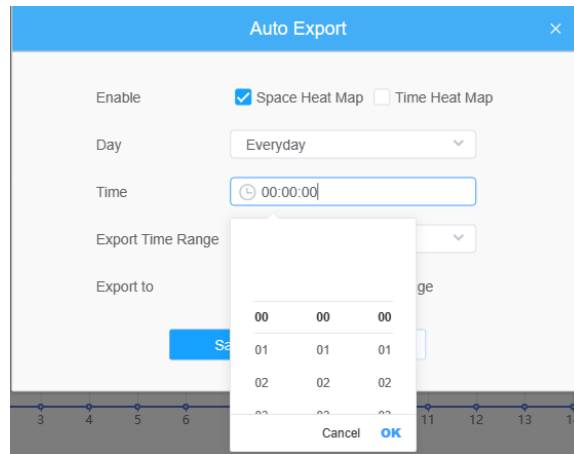 Auto Export
Enable Space Heat Map Time Heat Map
Day Everyday
Time 00:00:00
Export Time Range
Export to ge
00 00 00
Sa
01 01 01
02 02 02
3 4 5 6 11 12 13
Cancel OK